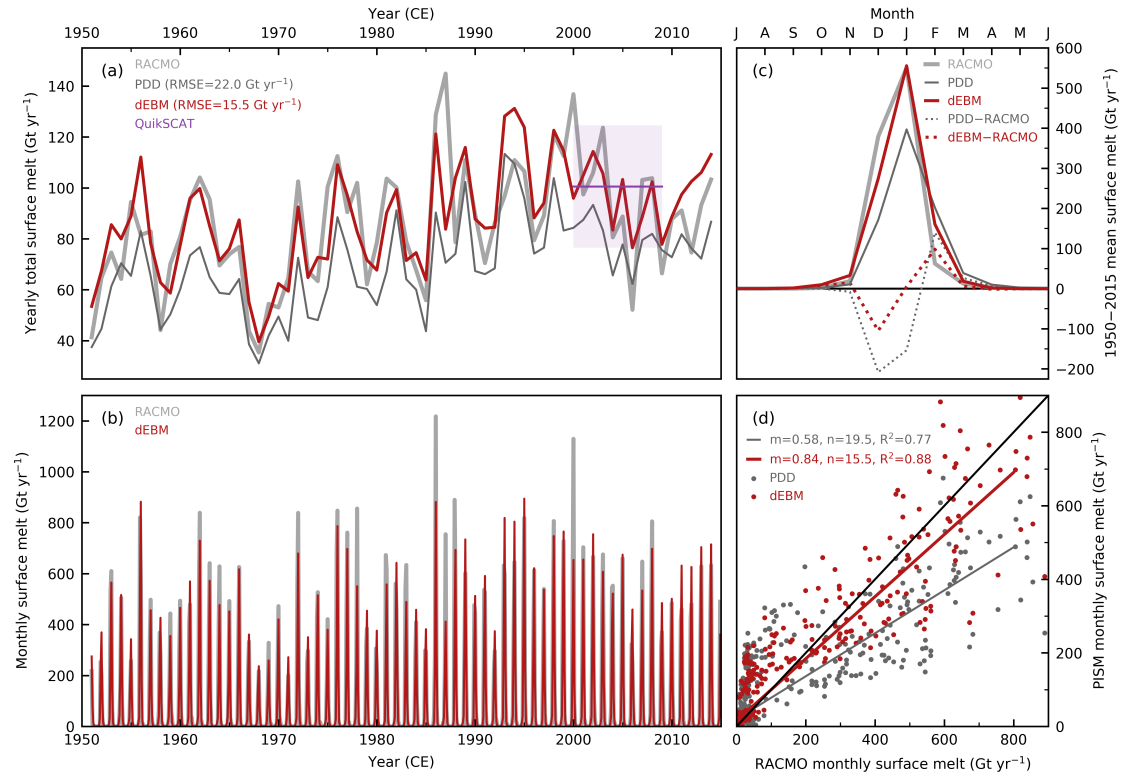 Year (CE)
1950 1960 1970 1980 1990 2000 2010
(a)
RACMO
PDD (RMSE=22.0 Gt yr⁻¹)
dEBM (RMSE=15.5 Gt yr⁻¹)
QuikSCAT
Yearly total surface melt (Gt yr⁻¹)
140
120
100
80
60
40
Month
J A S O N D J F M A M J
(c)
RACMO
PDD
dEBM
PDD−RACMO
dEBM−RACMO
600
500
400
300
200
100
0
−100
−200
1950−2015 mean surface melt (Gt yr⁻¹)
(b)
RACMO
dEBM
Monthly surface melt (Gt yr⁻¹)
1200
1000
800
600
400
200
0
1950 1960 1970 1980 1990 2000 2010
Year (CE)
(d)
m=0.58, n=19.5, R²=0.77
m=0.84, n=15.5, R²=0.88
PDD
dEBM
800
600
400
200
0
PISM monthly surface melt (Gt yr⁻¹)
0 200 400 600 800
RACMO monthly surface melt (Gt yr⁻¹)